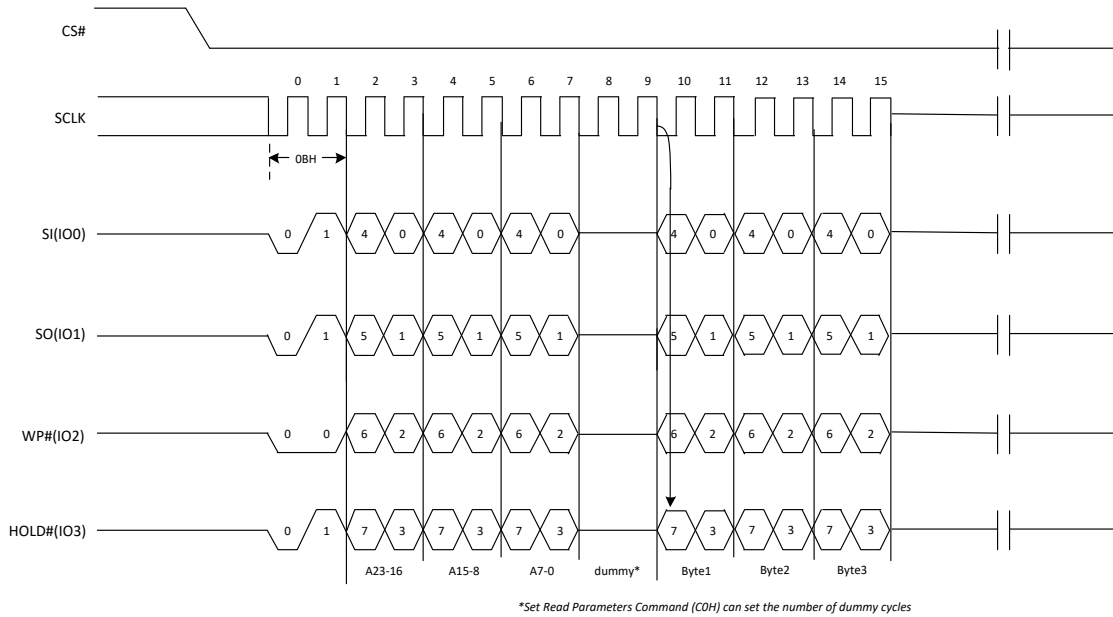 CS#
0 1 2 3 4 5 6 7 8 9 10 11 12 13 14 15
SCLK
0BH
SI(IO0) 0 1 4 0 4 0 4 0 4 0 4 0 4 0
SO(IO1) 0 1 5 1 5 1 5 1 5 1 5 1 5 1
WP#(IO2) 0 0 6 2 6 2 6 2 6 2 6 2 6 2
HOLD#(IO3) 0 1 7 3 7 3 7 3 7 3 7 3 7 3
A23-16 A15-8 A7-0 dummy* Byte1 Byte2 Byte3
*Set Read Parameters Command (C0H) can set the number of dummy cycles